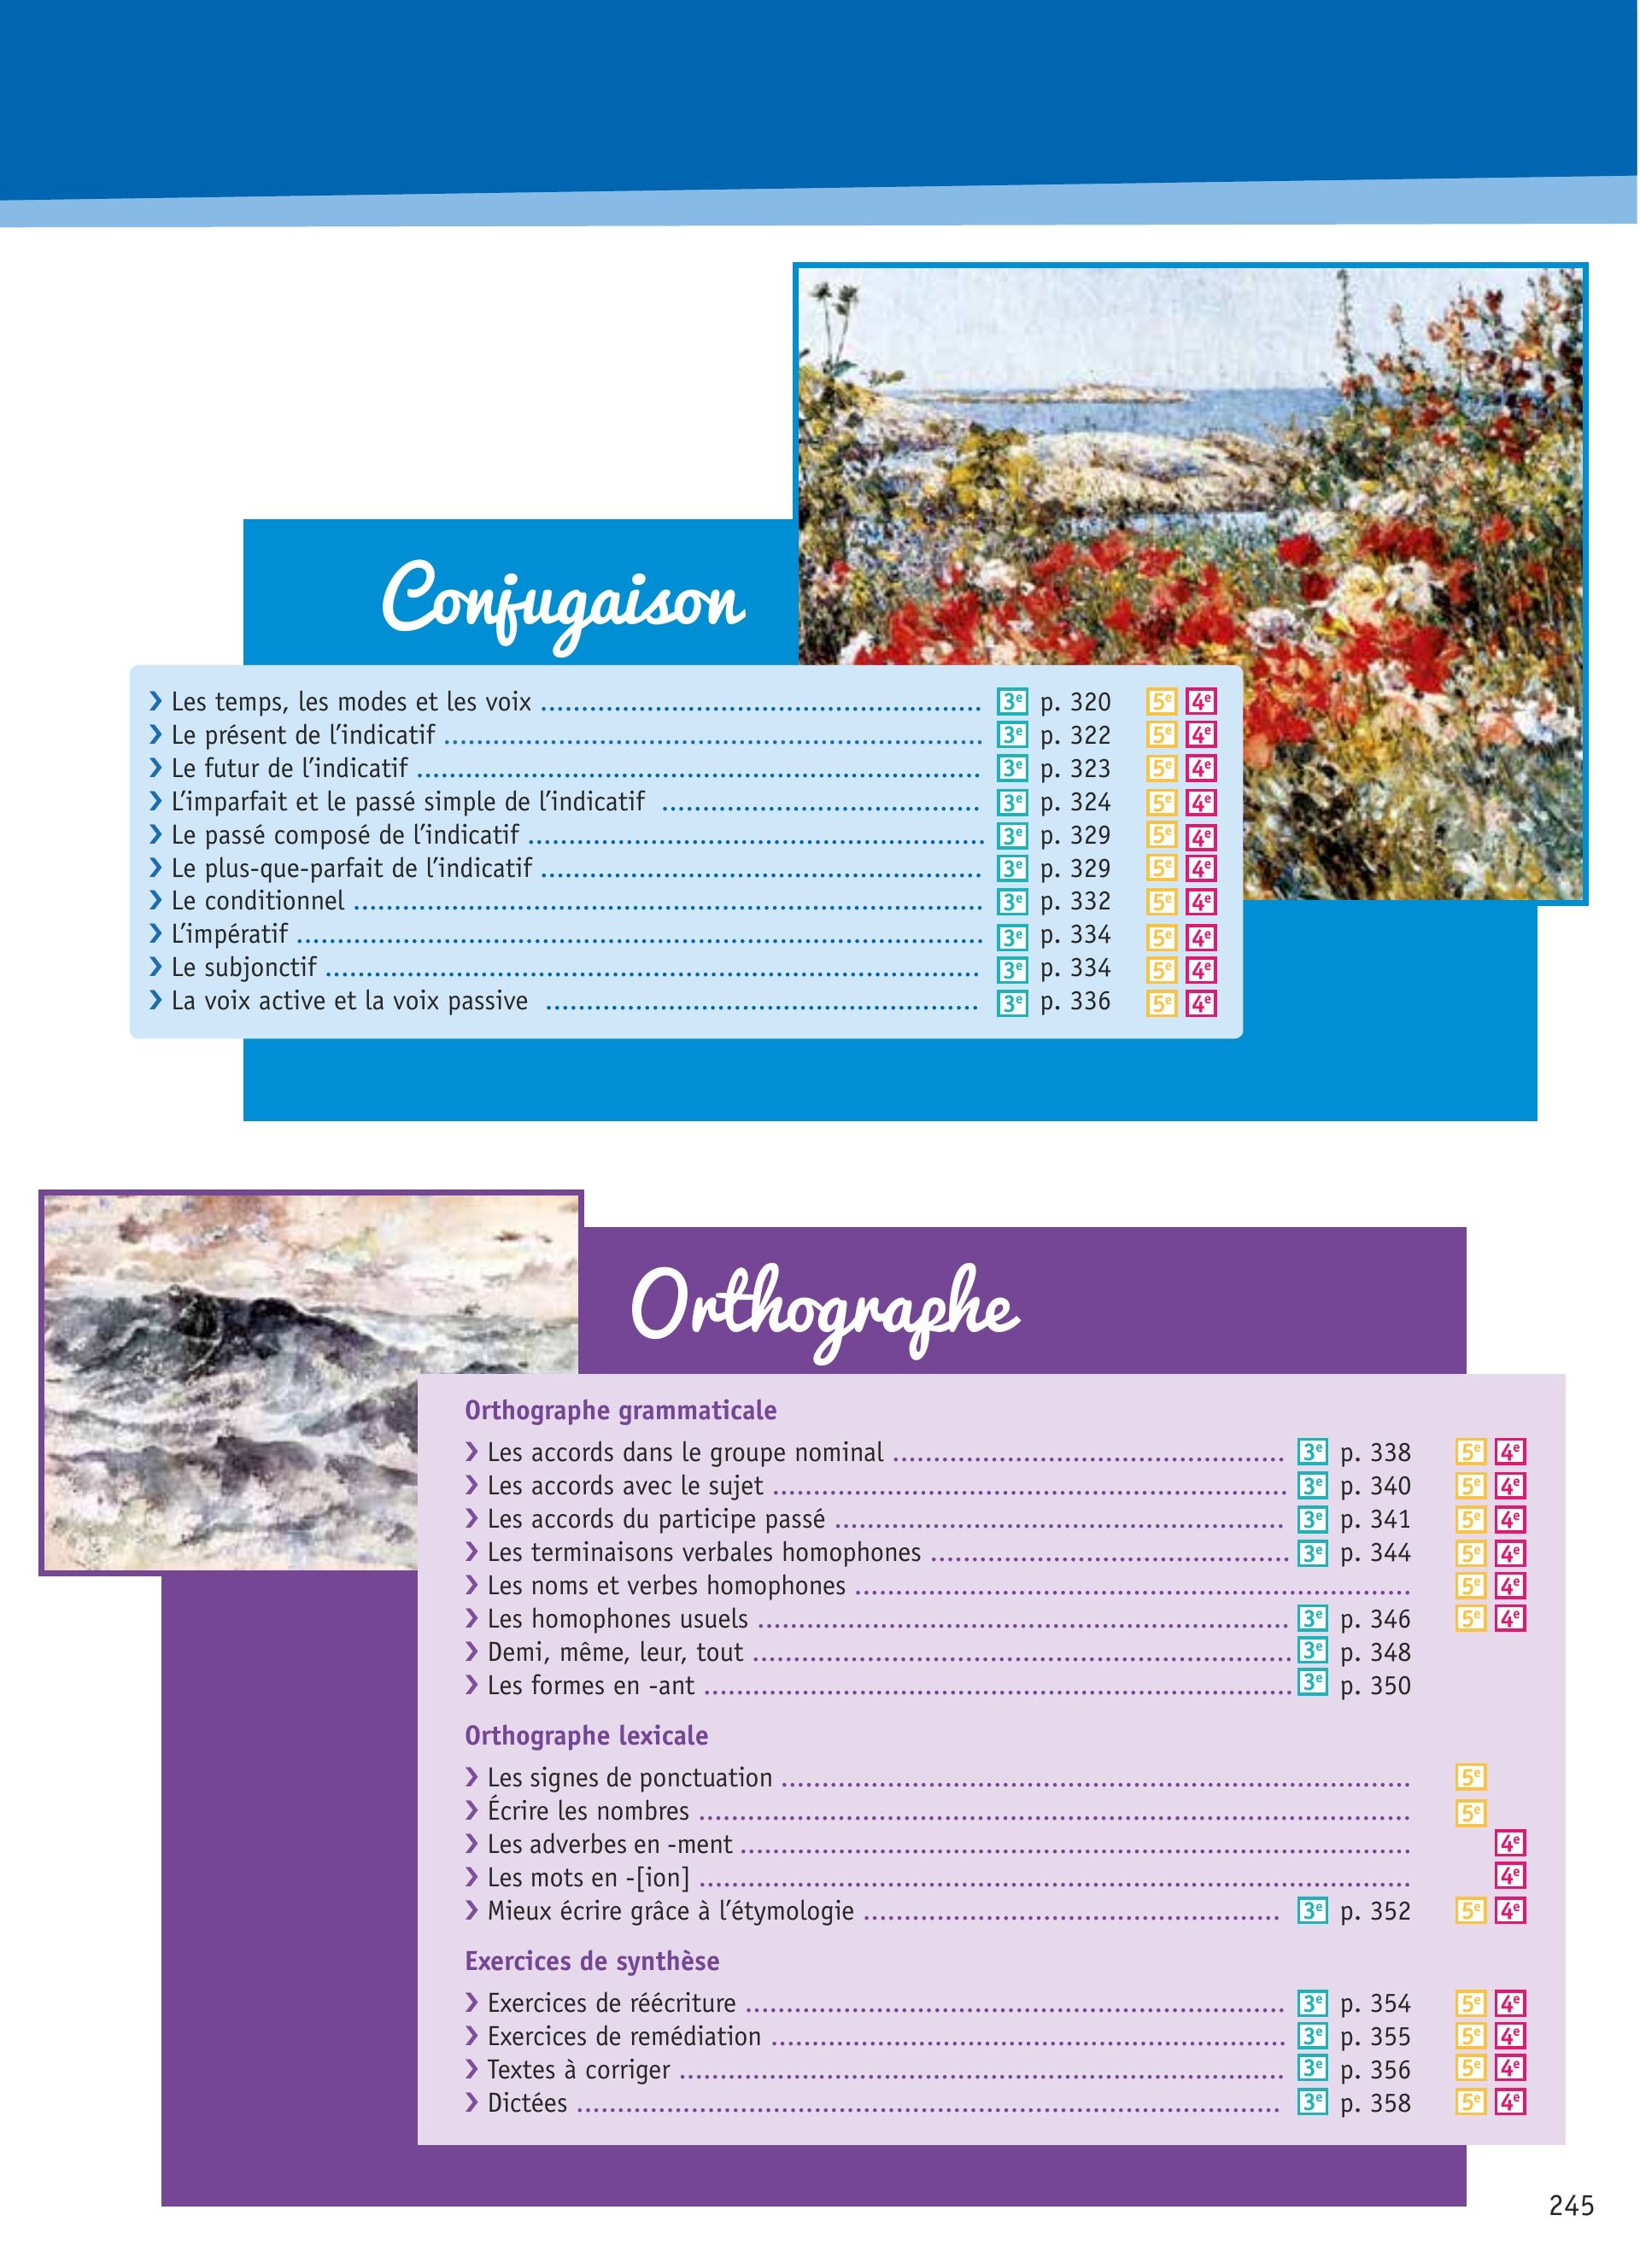 Conjugaison
❯ Les temps, les modes et les voix ........ 3e p. 320 5e 4e
❯ Le présent de l’indicatif ........ 3e p. 322 5e 4e
❯ Le futur de l’indicatif ........ 3e p. 323 5e 4e
❯ L’imparfait et le passé simple de l’indicatif ........ 3e p. 324 5e 4e
❯ Le passé composé de l’indicatif ........ 3e p. 329 5e 4e
❯ Le plus-que-parfait de l’indicatif ........ 3e p. 329 5e 4e
❯ Le conditionnel ........ 3e p. 332 5e 4e
❯ L’impératif ........ 3e p. 334 5e 4e
❯ Le subjonctif ........ 3e p. 334 5e 4e
❯ La voix active et la voix passive ........ 3e p. 336 5e 4e
Orthographe
Orthographe grammaticale
❯ Les accords dans le groupe nominal ........ 3e p. 338 5e 4e
❯ Les accords avec le sujet ........ 3e p. 340 5e 4e
❯ Les accords du participe passé ........ 3e p. 341 5e 4e
❯ Les terminaisons verbales homophones ........ 3e p. 344 5e 4e
❯ Les noms et verbes homophones ........ 5e 4e
❯ Les homophones usuels ........ 3e p. 346 5e 4e
❯ Demi, même, leur, tout ........ 3e p. 348
❯ Les formes en -ant ........ 3e p. 350
Orthographe lexicale
❯ Les signes de ponctuation ........ 5e
❯ Écrire les nombres ........ 5e
❯ Les adverbes en -ment ........ 4e
❯ Les mots en -[ion] ........ 4e
❯ Mieux écrire grâce à l’étymologie ........ 3e p. 352 5e 4e
Exercices de synthèse
❯ Exercices de réécriture ........ 3e p. 354 5e 4e
❯ Exercices de remédiation ........ 3e p. 355 5e 4e
❯ Textes à corriger ........ 3e p. 356 5e 4e
❯ Dictées ........ 3e p. 358 5e 4e
245